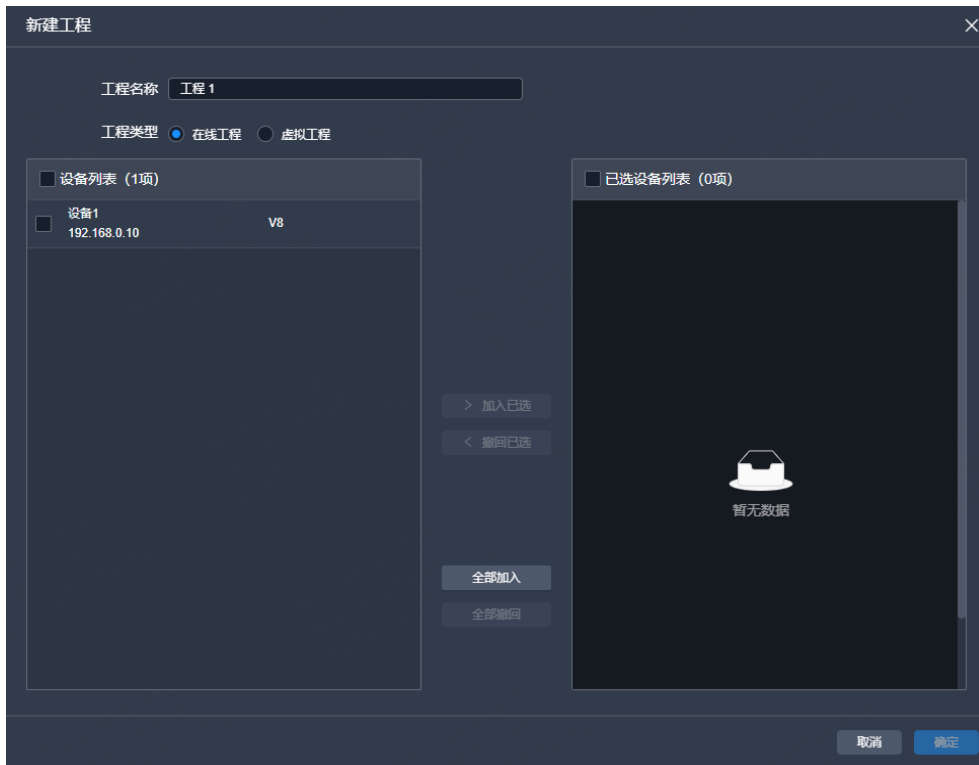 新建工程
工程名称 工程 1
工程类型 在线工程 虚拟工程
设备列表（1项）
设备1
192.168.0.10
V8
> 加入已选
< 撤回已选
全部加入
全部撤回
已选设备列表（0项）
暂无数据
取消 确定